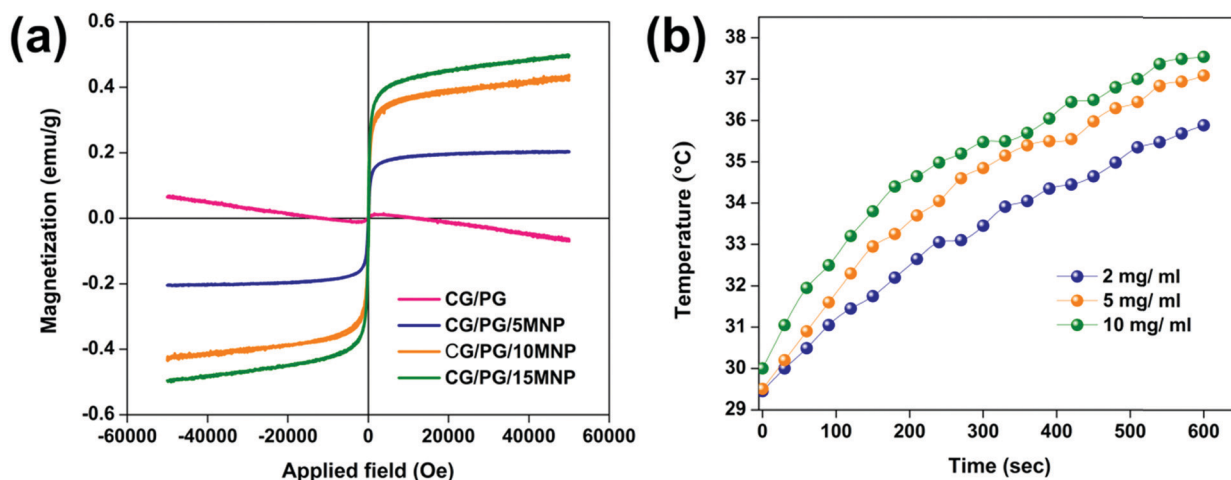 (a)
Magnetization (emu/g)
0.6
0.4
0.2
0.0
-0.2
-0.4
-0.6
-60000 -40000 -20000 0 20000 40000 60000
Applied field (Oe)
CG/PG
CG/PG/5MNP
CG/PG/10MNP
CG/PG/15MNP
(b)
Temperature (°C)
38
37
36
35
34
33
32
31
30
29
0 100 200 300 400 500 600
Time (sec)
2 mg/ ml
5 mg/ ml
10 mg/ ml